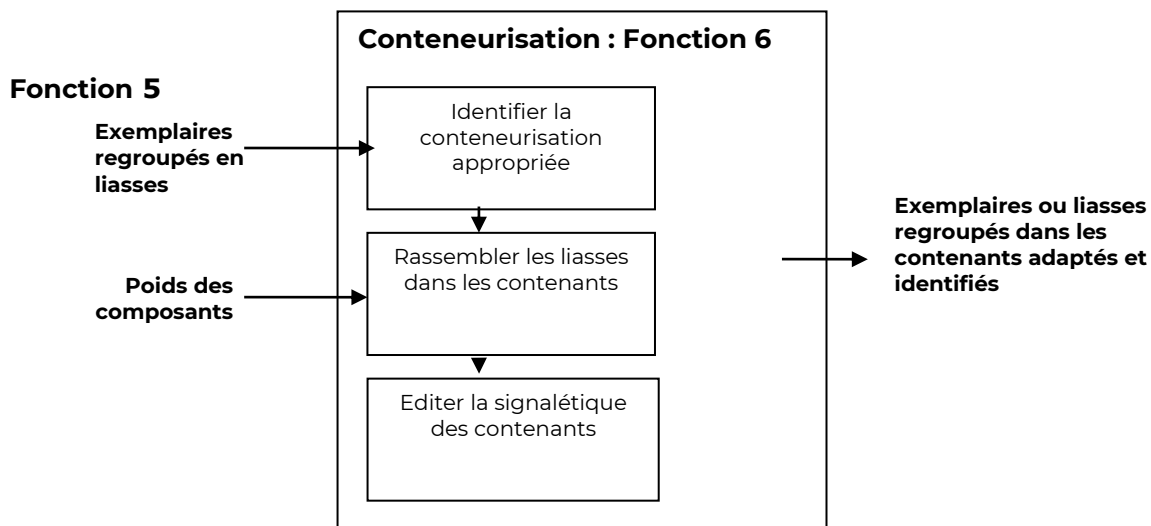 Conteneurisation : Fonction 6
Fonction 5
Identifier la
conteneurisation
appropriée
Exemplaires
regroupés en
liasses
Rassembler les liasses
dans les contenants
Poids des
composants
Editer la signalétique
des contenants
Exemplaires ou liasses
regroupés dans les
contenants adaptés et
identifiés